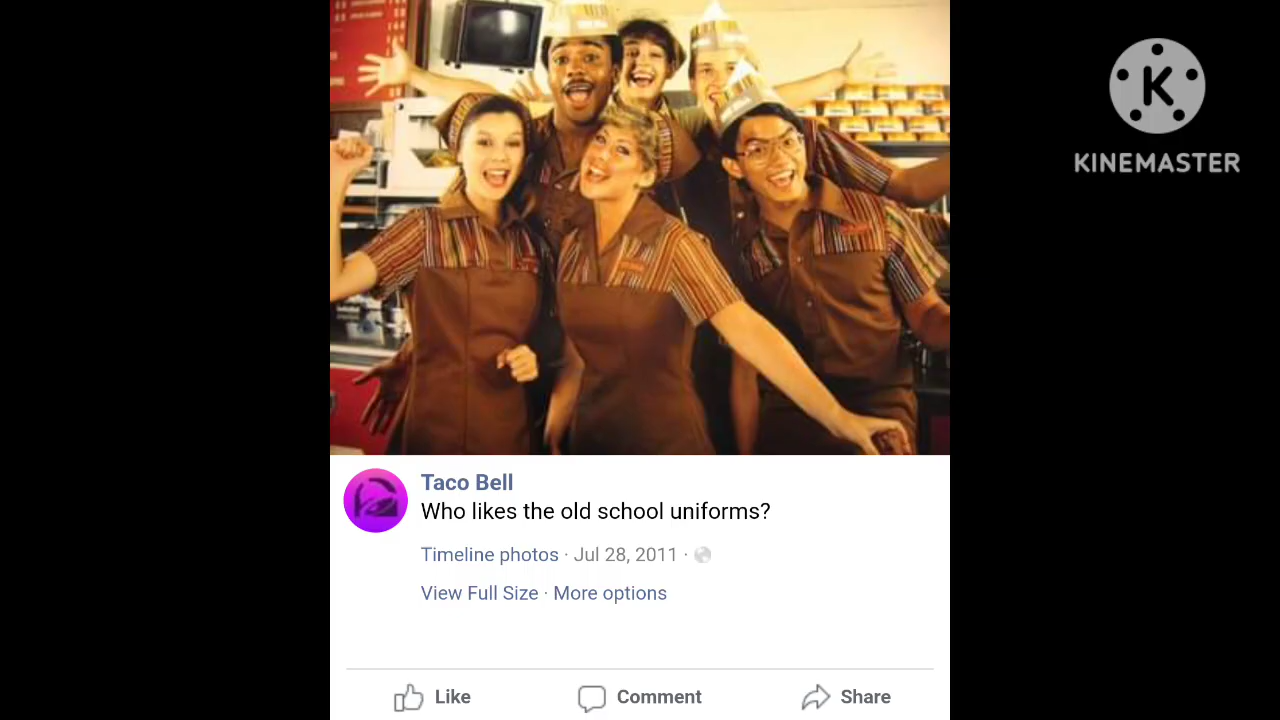 KINEMASTER
Taco Bell
Who likes the old school uniforms?
Timeline photos · Jul 28, 2011 ·
View Full Size · More options
Like Comment Share